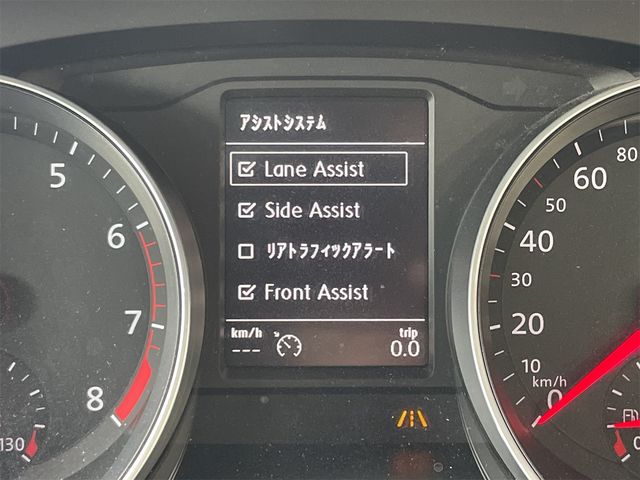 ｱｼｽﾄｼｽﾃﾑ
Lane Assist
Side Assist
ﾘｱﾄﾗﾌｨｯｸｱﾗｰﾄ
Front Assist
km/h
---
trip
0.0
5
6
7
8
130
80
60
50
40
30
20
10
km/h
0